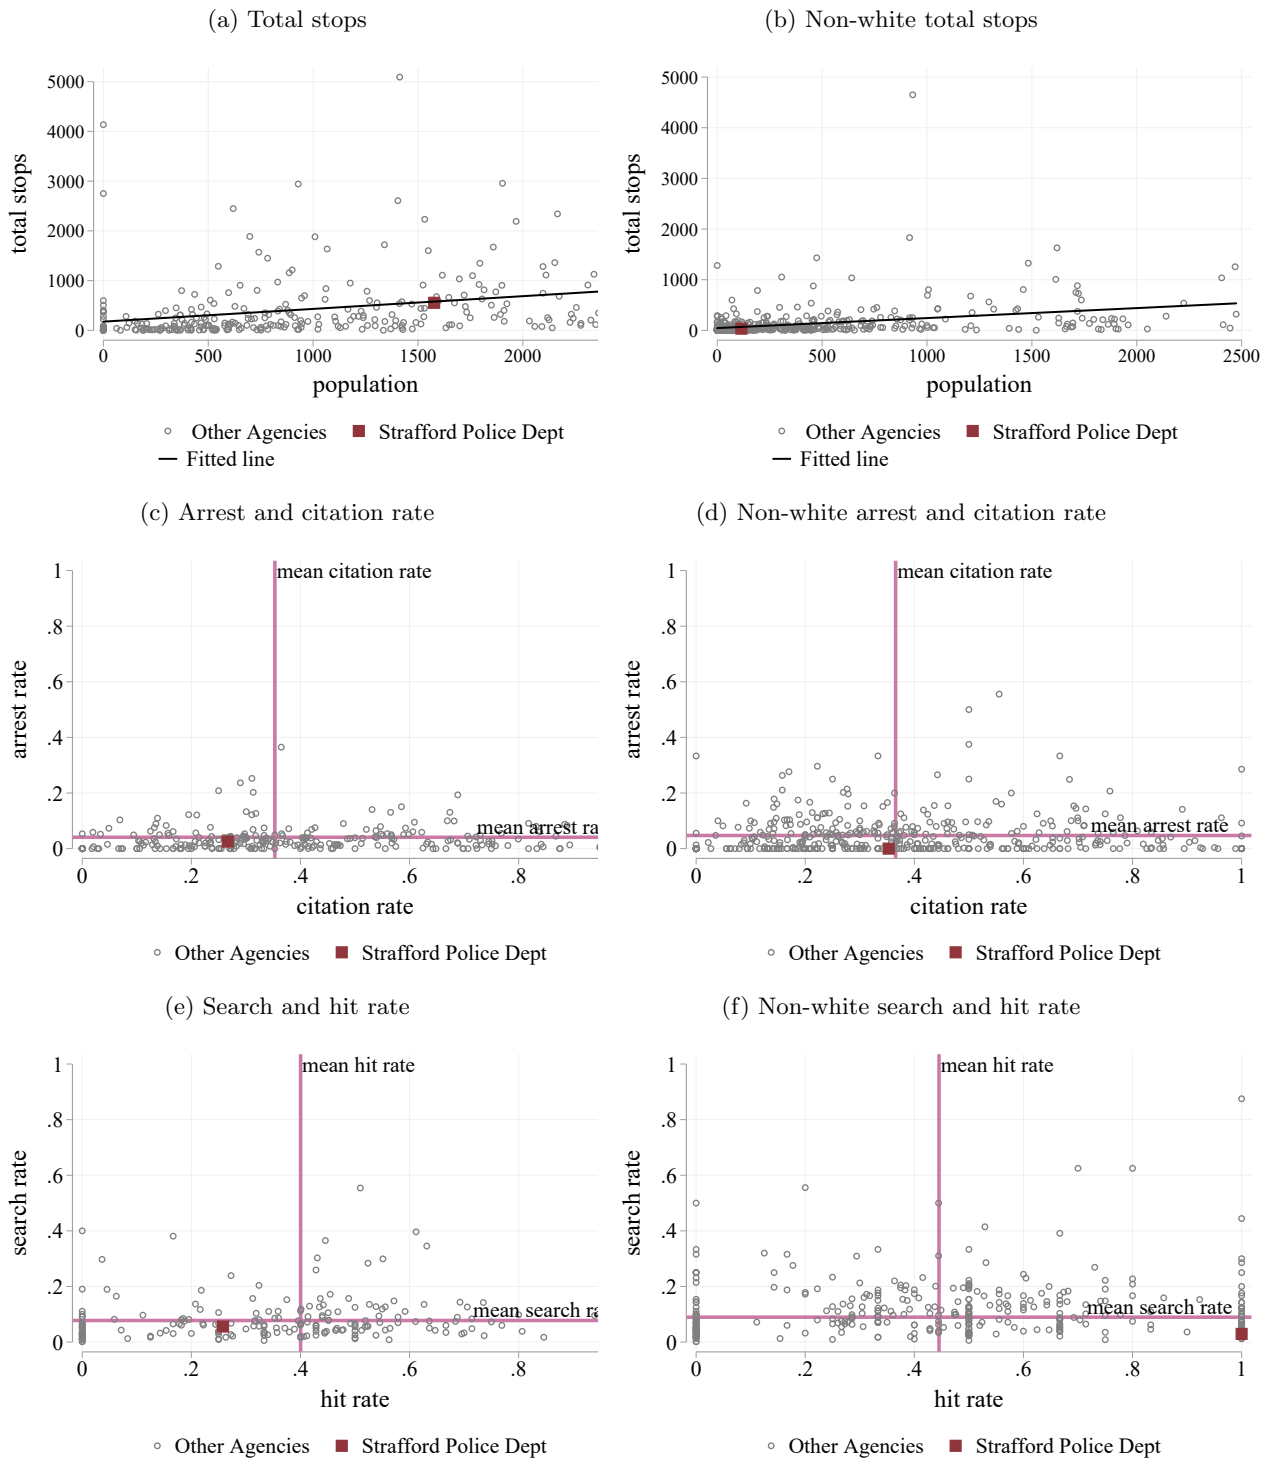 (a) Total stops
(b) Non-white total stops
total stops
5000
4000
3000
2000
1000
0
0 500 1000 1500 2000
population
Other Agencies Strafford Police Dept
Fitted line
total stops
5000
4000
3000
2000
1000
0
0 500 1000 1500 2000 2500
population
Other Agencies Strafford Police Dept
Fitted line
(c) Arrest and citation rate
(d) Non-white arrest and citation rate
arrest rate
1
.8
.6
.4
.2
0
mean citation rate
mean arrest ra
0 .2 .4 .6 .8
citation rate
Other Agencies Strafford Police Dept
arrest rate
1
.8
.6
.4
.2
0
mean citation rate
mean arrest rate
0 .2 .4 .6 .8 1
citation rate
Other Agencies Strafford Police Dept
(e) Search and hit rate
(f) Non-white search and hit rate
search rate
1
.8
.6
.4
.2
0
mean hit rate
mean search ra
0 .2 .4 .6 .8
hit rate
Other Agencies Strafford Police Dept
search rate
1
.8
.6
.4
.2
0
mean hit rate
mean search rate
0 .2 .4 .6 .8 1
hit rate
Other Agencies Strafford Police Dept